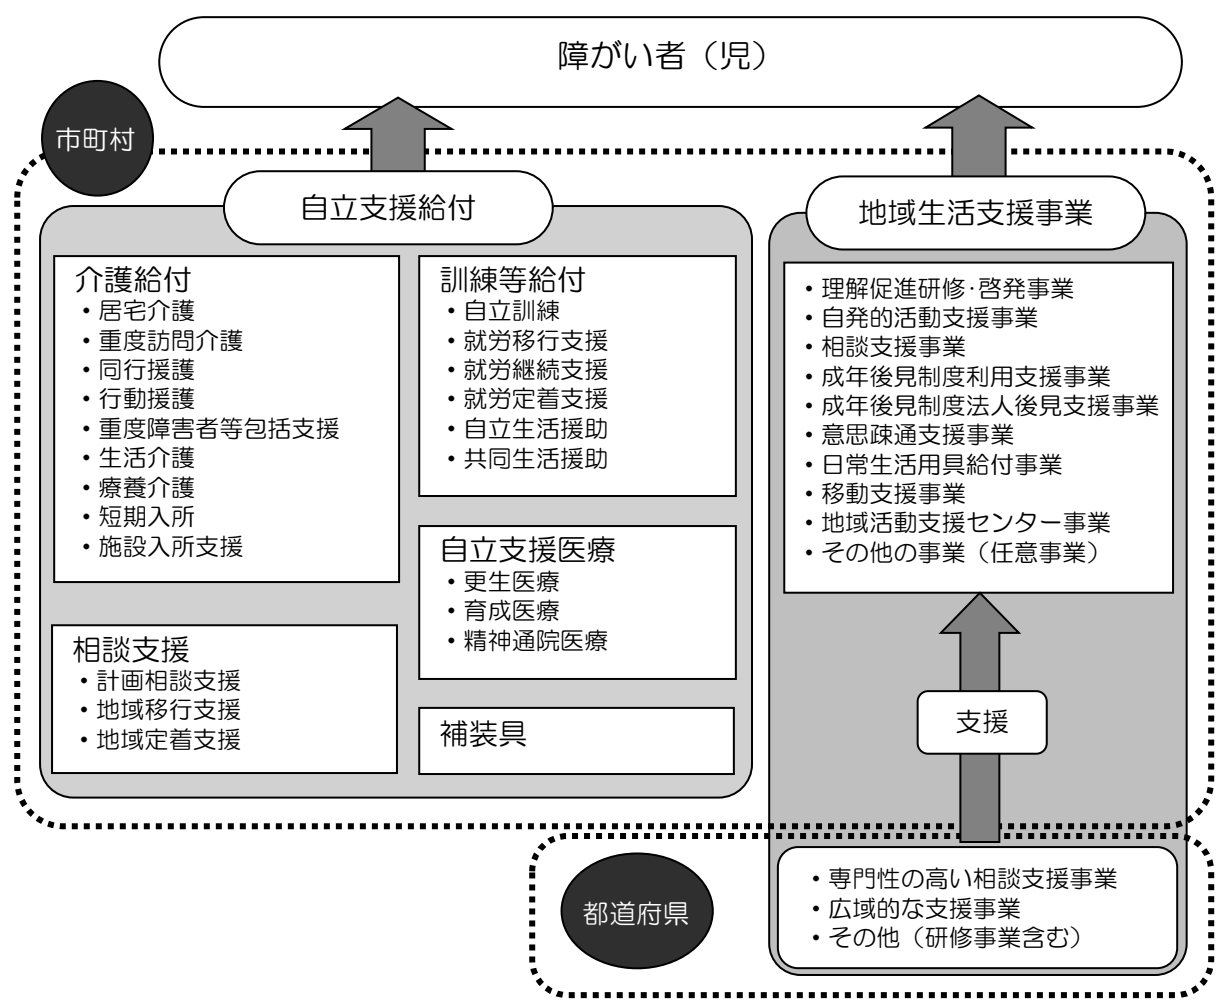 障がい者（児）
市町村
自立支援給付
介護給付
・居宅介護
・重度訪問介護
・同行援護
・行動援護
・重度障害者等包括支援
・生活介護
・療養介護
・短期入所
・施設入所支援
相談支援
・計画相談支援
・地域移行支援
・地域定着支援
訓練等給付
・自立訓練
・就労移行支援
・就労継続支援
・就労定着支援
・自立生活援助
・共同生活援助
自立支援医療
・更生医療
・育成医療
・精神通院医療
補装具
地域生活支援事業
・理解促進研修･啓発事業
・自発的活動支援事業
・相談支援事業
・成年後見制度利用支援事業
・成年後見制度法人後見支援事業
・意思疎通支援事業
・日常生活用具給付事業
・移動支援事業
・地域活動支援センター事業
・その他の事業（任意事業）
支援
都道府県
・専門性の高い相談支援事業
・広域的な支援事業
・その他（研修事業含む）